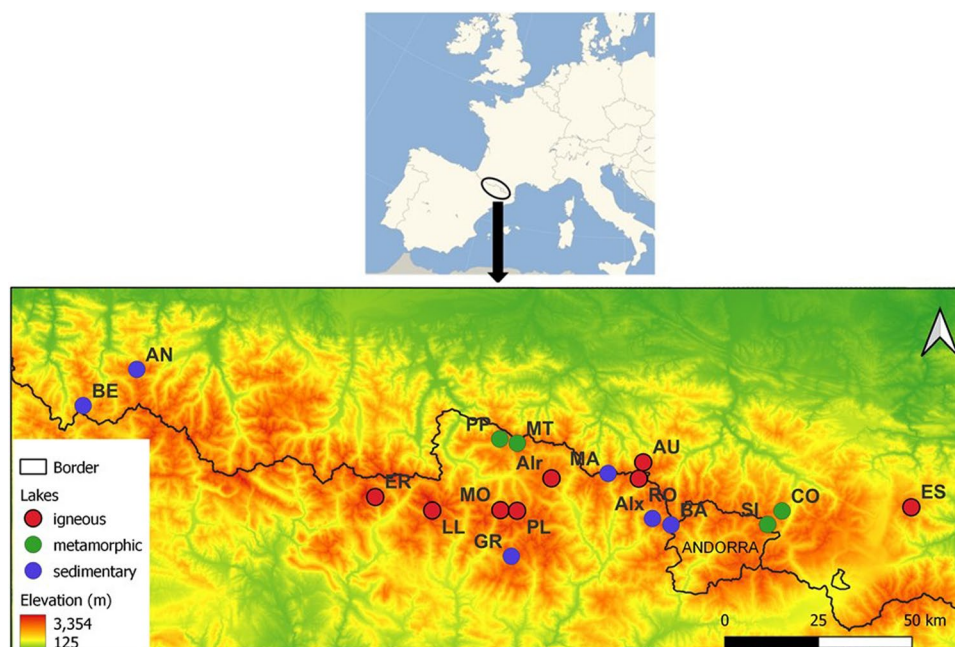 AN
BE
PP
MT
AIr
MA
AU
ER
MO
AIx
RO
BA
SI
CO
ES
LL
PL
GR
ANDORRA
Border
Lakes
igneous
metamorphic
sedimentary
Elevation (m)
3,354
125
0
25
50 km